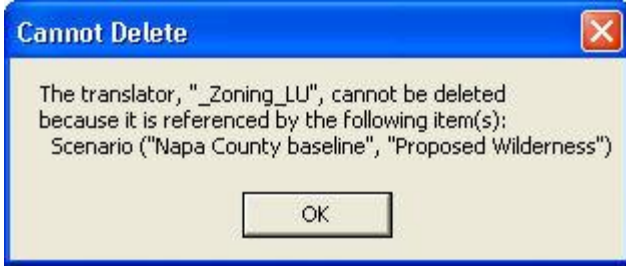 Cannot Delete
The translator, "_Zoning_LU", cannot be deleted
because it is referenced by the following item(s):
Scenario ("Napa County baseline", "Proposed Wilderness")
OK